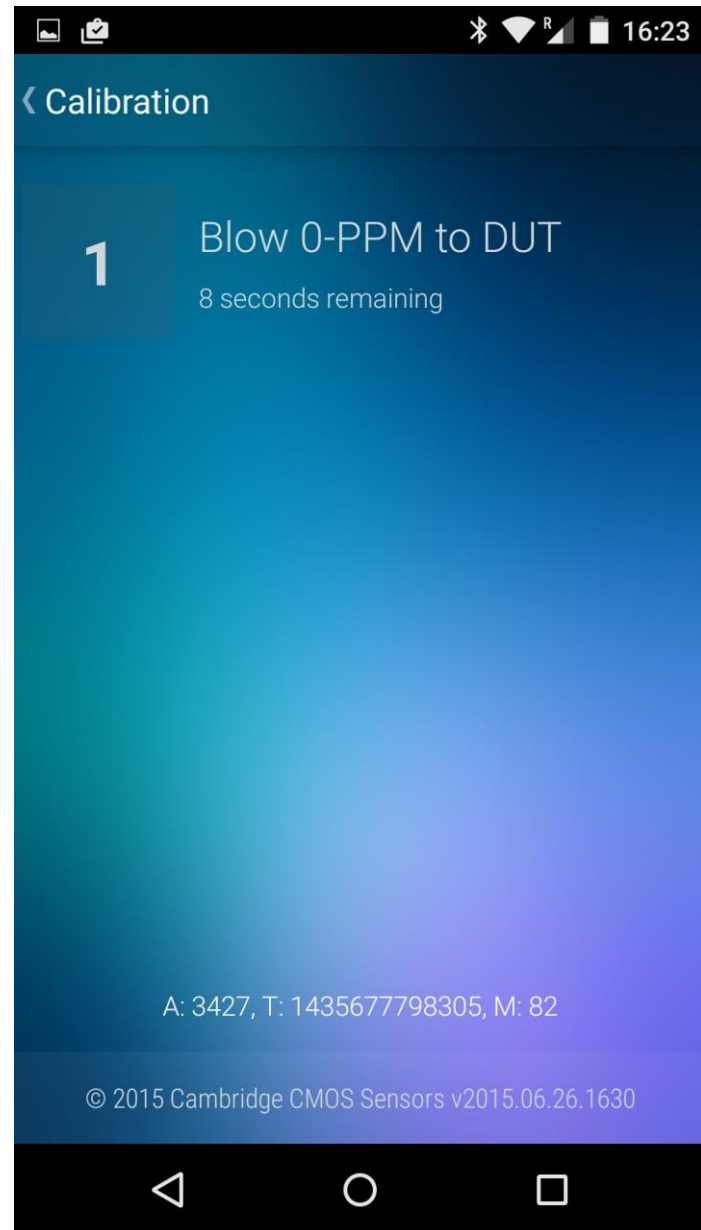 R 16:23
Calibration
1
Blow 0-PPM to DUT
8 seconds remaining
A: 3427, T: 1435677798305, M: 82
© 2015 Cambridge CMOS Sensors v2015.06.26.1630